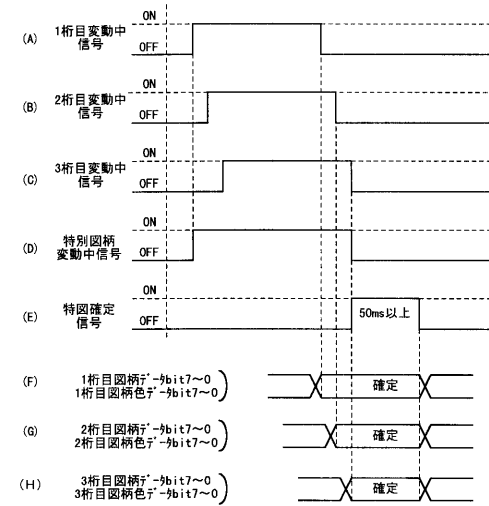 (A) 1桁目変動中 ON
信号 OFF
(B) 2桁目変動中 ON
信号 OFF
(C) 3桁目変動中 ON
信号 OFF
(D) 特別図柄 ON
変動中信号 OFF
(E) 特図確定 ON
信号 OFF 50ms以上
(F) 1桁目図柄ﾃﾞｰﾀbit7～0
1桁目図柄色ﾃﾞｰﾀbit7～0 確定
(G) 2桁目図柄ﾃﾞｰﾀbit7～0
2桁目図柄色ﾃﾞｰﾀbit7～0 確定
(H) 3桁目図柄ﾃﾞｰﾀbit7～0
3桁目図柄色ﾃﾞｰﾀbit7～0 確定